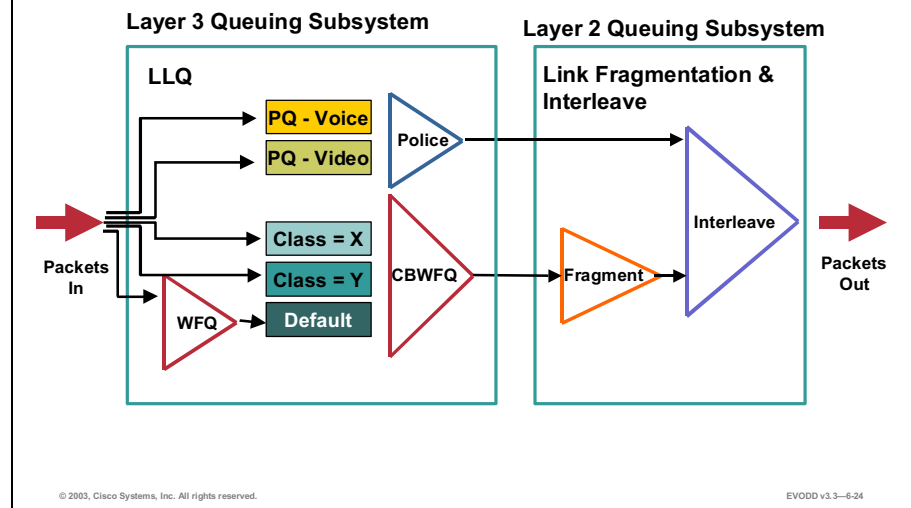 Layer 3 Queuing Subsystem
Layer 2 Queuing Subsystem
LLQ
Link Fragmentation &
Interleave
PQ - Voice
PQ - Video
Police
Class = X
Class = Y
Default
WFQ
CBWFQ
Fragment
Interleave
Packets
In
Packets
Out
© 2003, Cisco Systems, Inc. All rights reserved.
EVODD v3.3—6-24